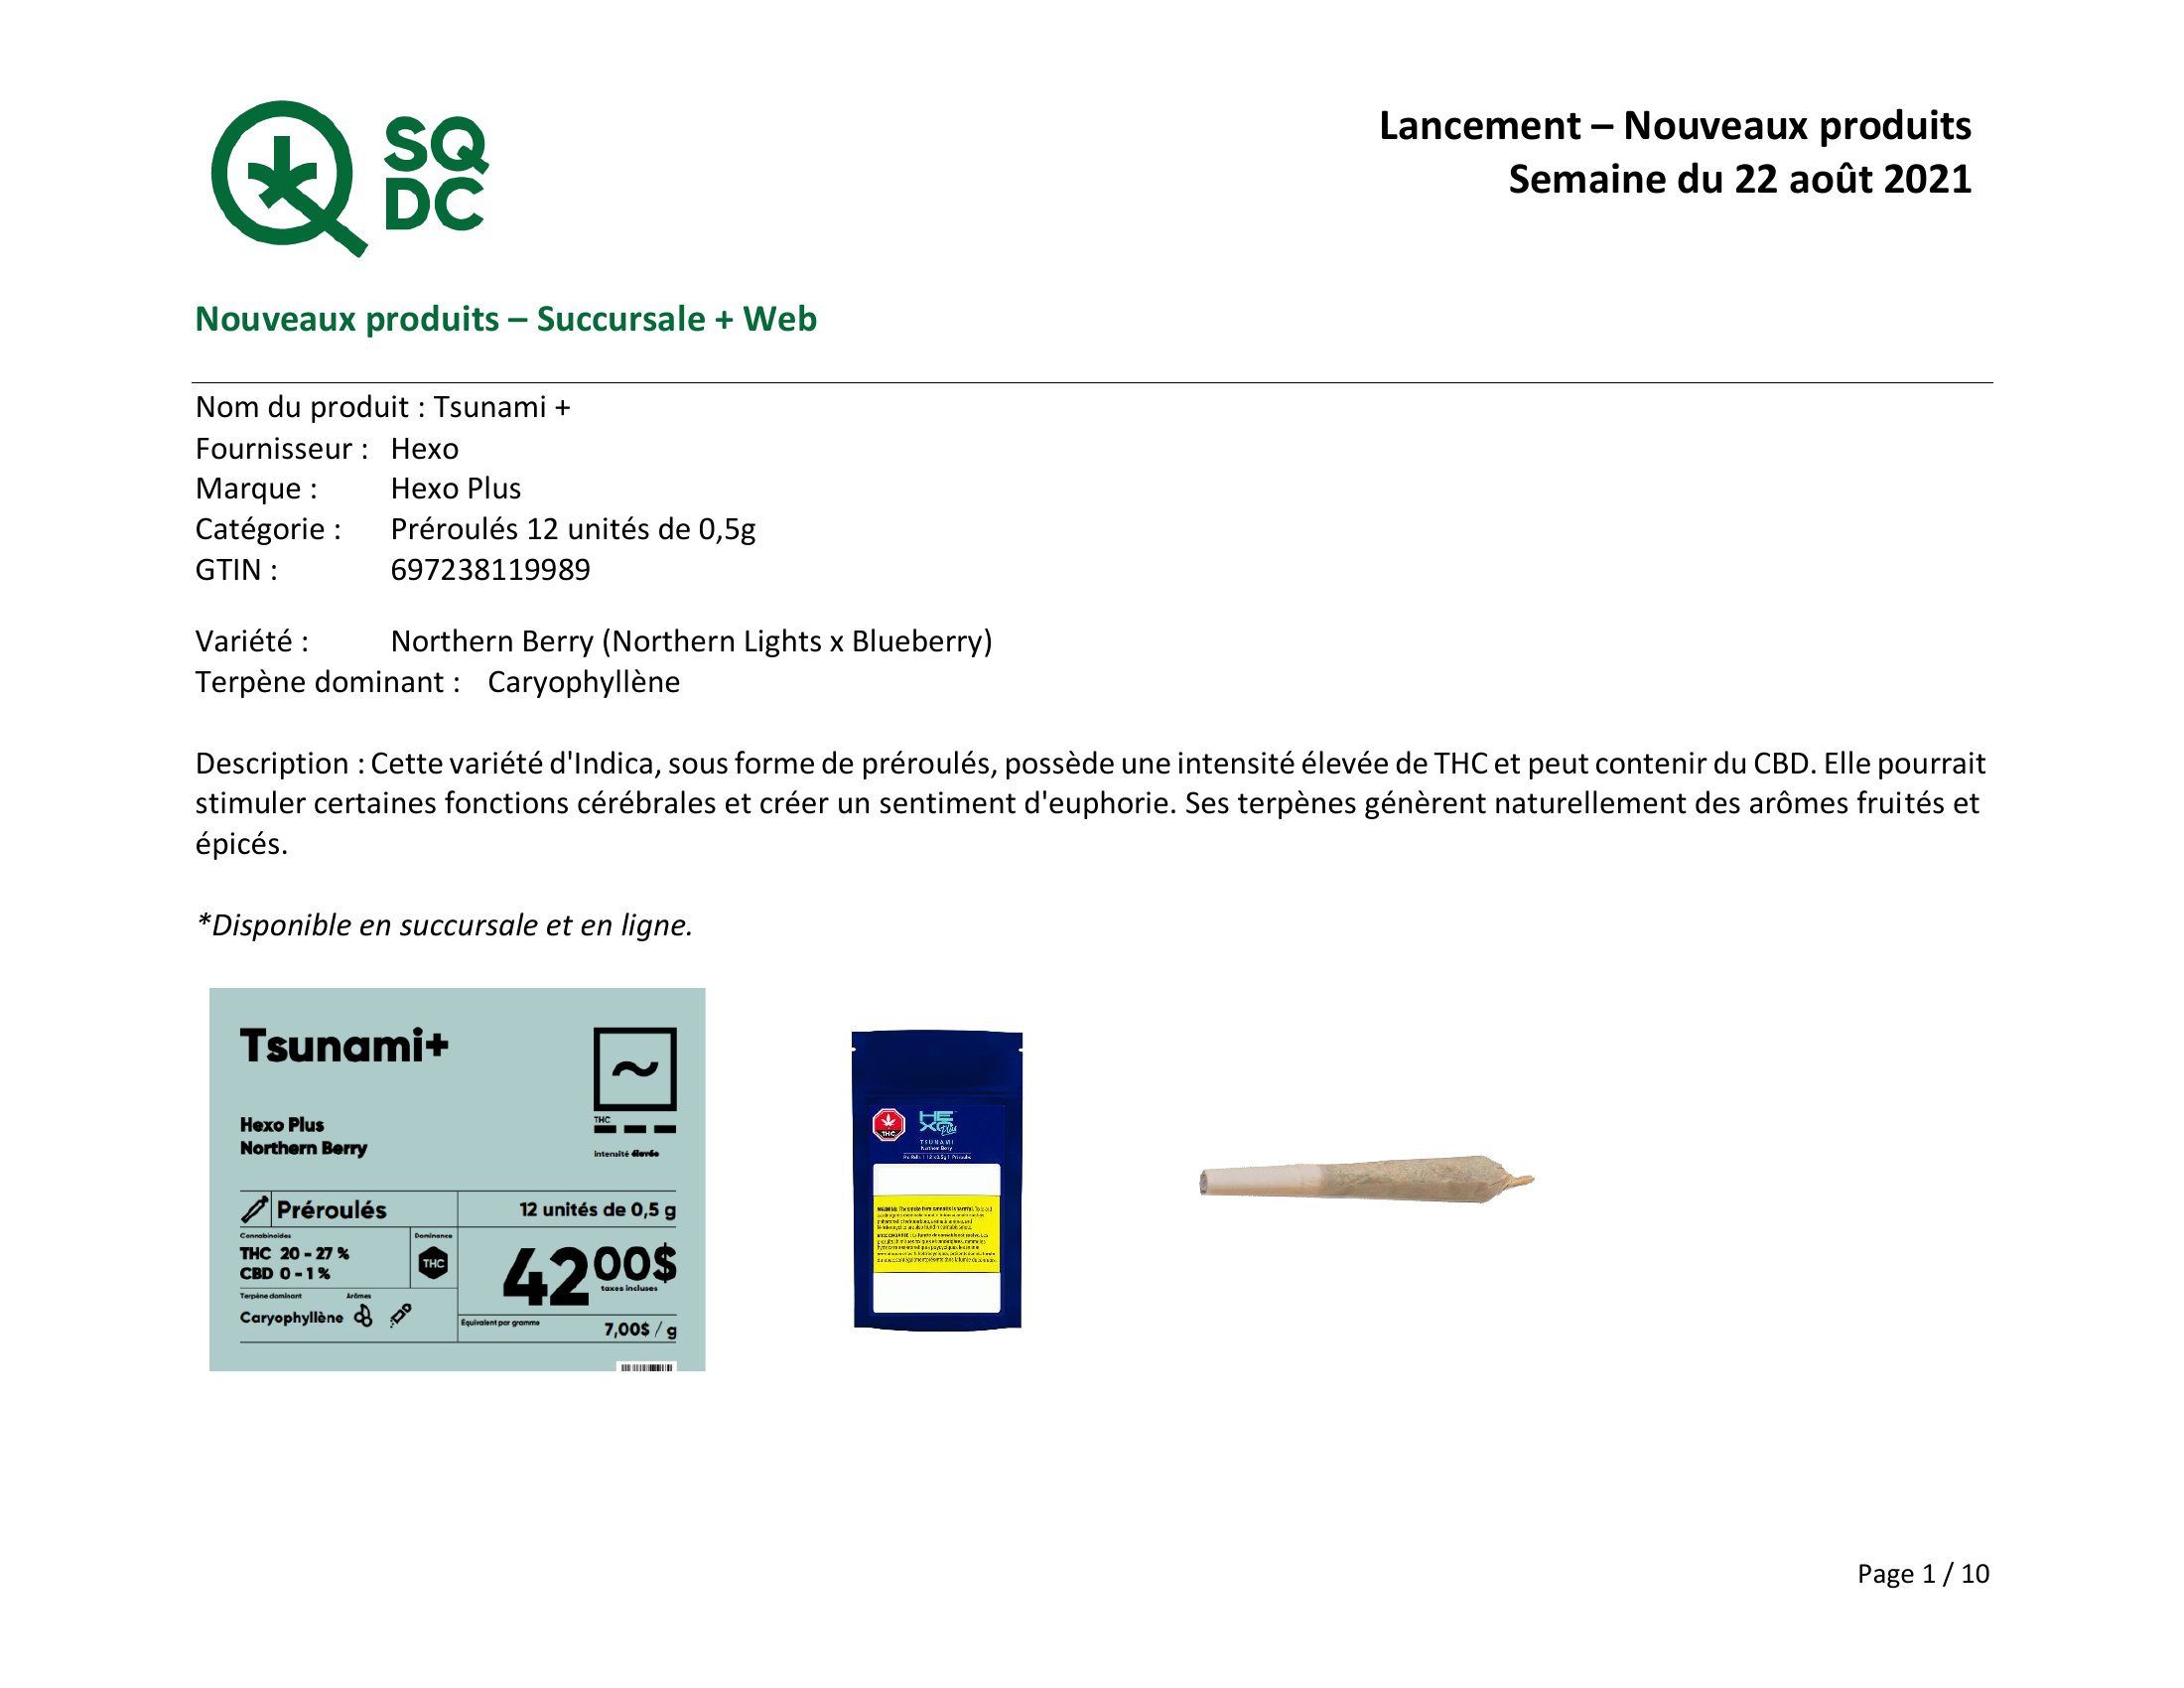 SQ
DC
Lancement – Nouveaux produits
Semaine du 22 août 2021
Nouveaux produits – Succursale + Web
Nom du produit : Tsunami +
Fournisseur : Hexo
Marque : Hexo Plus
Catégorie : Préroulés 12 unités de 0,5g
GTIN : 697238119989
Variété : Northern Berry (Northern Lights x Blueberry)
Terpène dominant : Caryophyllène
Description : Cette variété d'Indica, sous forme de préroulés, possède une intensité élevée de THC et peut contenir du CBD. Elle pourrait
stimuler certaines fonctions cérébrales et créer un sentiment d'euphorie. Ses terpènes génèrent naturellement des arômes fruités et
épicés.
*Disponible en succursale et en ligne.
Tsunami+
~
THC
intensité élevée
Hexo Plus
Northern Berry
Préroulés
12 unités de 0,5 g
Cannabinoides
THC 20 - 27 %
CBD 0 - 1 %
Dominance
THC
4200$
taxes incluses
Terpène dominant Arômes
Caryophyllène
Équivalent par gramme
7,00$ / g
THC
HEXO Plus
TSUNAMI
Northern Berry
Page 1 / 10